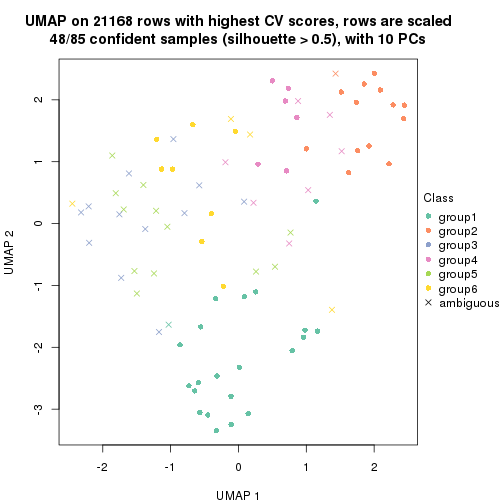 UMAP on 21168 rows with highest CV scores, rows are scaled
48/85 confident samples (silhouette > 0.5), with 10 PCs
2
1
0
-1
-2
-3
UMAP 2
-2
-1
0
1
2
UMAP 1
Class
group1
group2
group3
group4
group5
group6
ambiguous